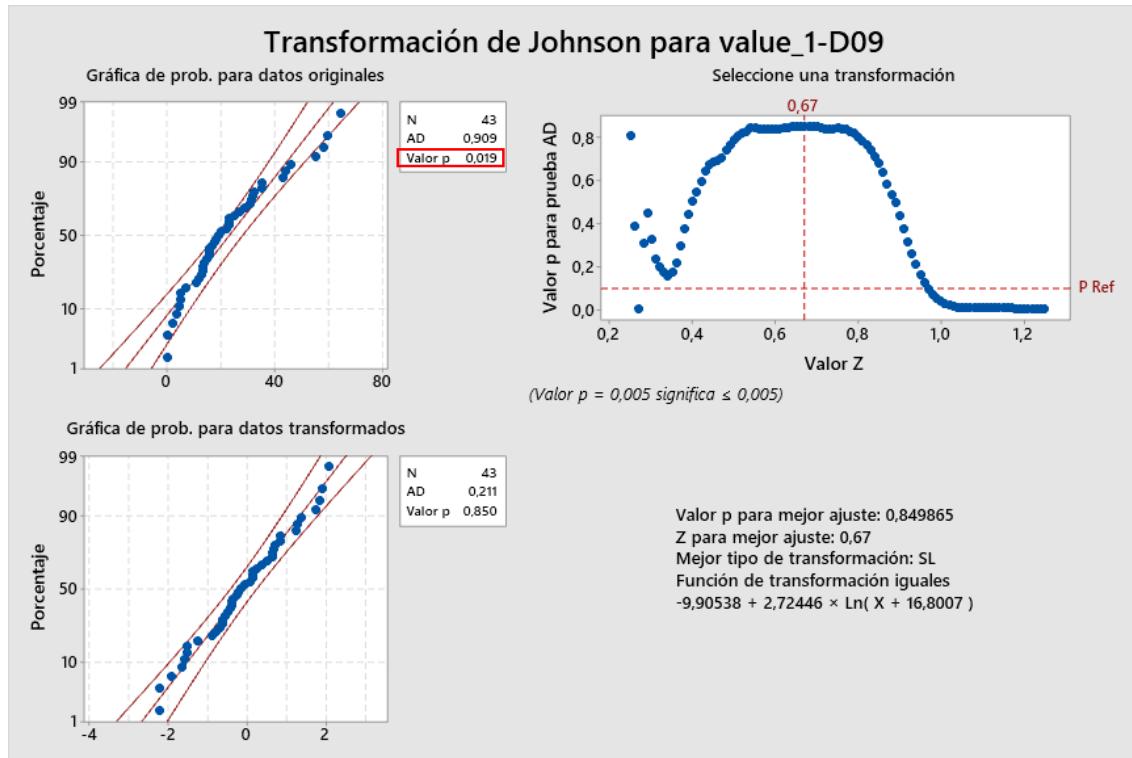 Transformación de Johnson para value_1-D09
Gráfica de prob. para datos originales
99
90
50
10
1
Porcentaje
0
40
80
N 43
AD 0,909
Valor p 0,019
Seleccione una transformación
0,67
0,8
0,6
0,4
0,2
0,0
Valor p para prueba AD
P Ref
0,2
0,4
0,6
0,8
1,0
1,2
Valor Z
(Valor p = 0,005 significa ≤ 0,005)
Gráfica de prob. para datos transformados
99
90
50
10
1
Porcentaje
-4
-2
0
2
N 43
AD 0,211
Valor p 0,850
Valor p para mejor ajuste: 0,849865
Z para mejor ajuste: 0,67
Mejor tipo de transformación: SL
Función de transformación iguales
-9,90538 + 2,72446 × Ln( X + 16,8007 )